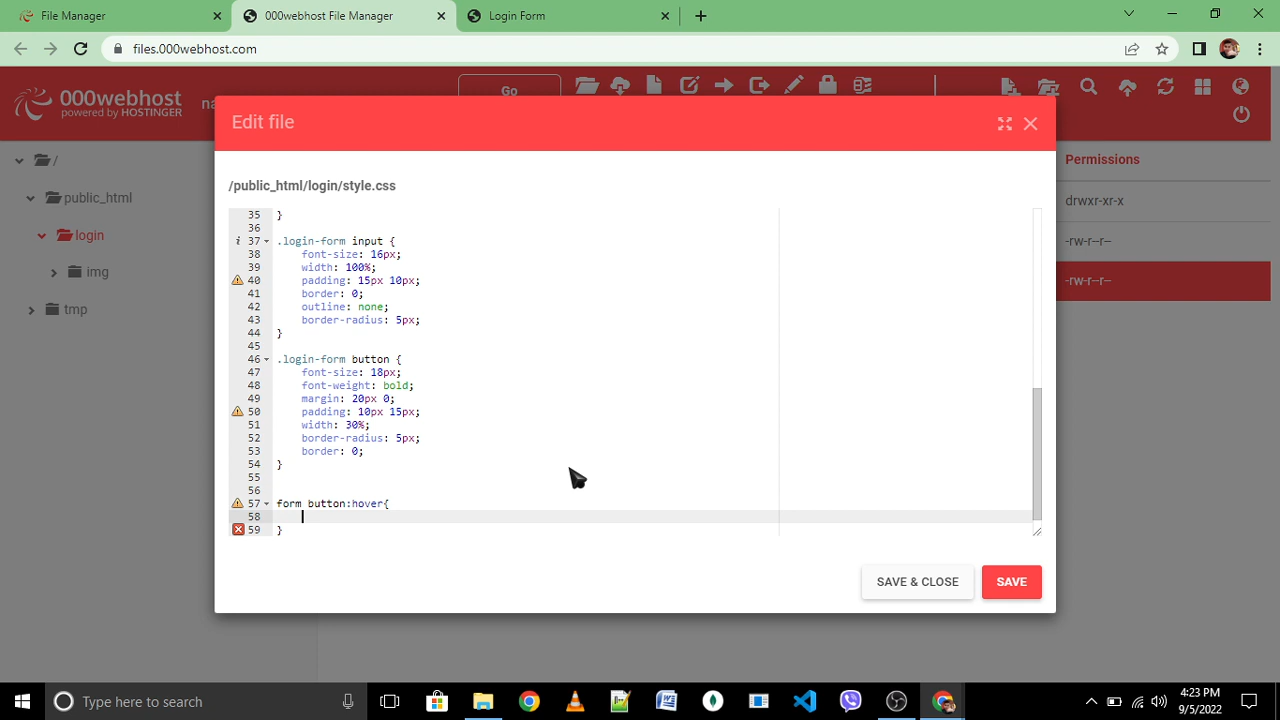 File Manager
000webhost File Manager
Login Form
files.000webhost.com
000webhost
powered by HOSTINGER
na
Go
Edit file
/
public_html
login
img
tmp
/public_html/login/style.css
Permissions
drwxr-xr-x
-rw-r--r--
-rw-r--r--
35 }
36
37 .login-form input {
38 font-size: 16px;
39 width: 100%;
40 padding: 15px 10px;
41 border: 0;
42 outline: none;
43 border-radius: 5px;
44 }
45
46 .login-form button {
47 font-size: 18px;
48 font-weight: bold;
49 margin: 20px 0;
50 padding: 10px 15px;
51 width: 30%;
52 border-radius: 5px;
53 border: 0;
54 }
55
56
57 form button:hover{
58
59 }
SAVE & CLOSE
SAVE
Type here to search
4:23 PM
9/5/2022